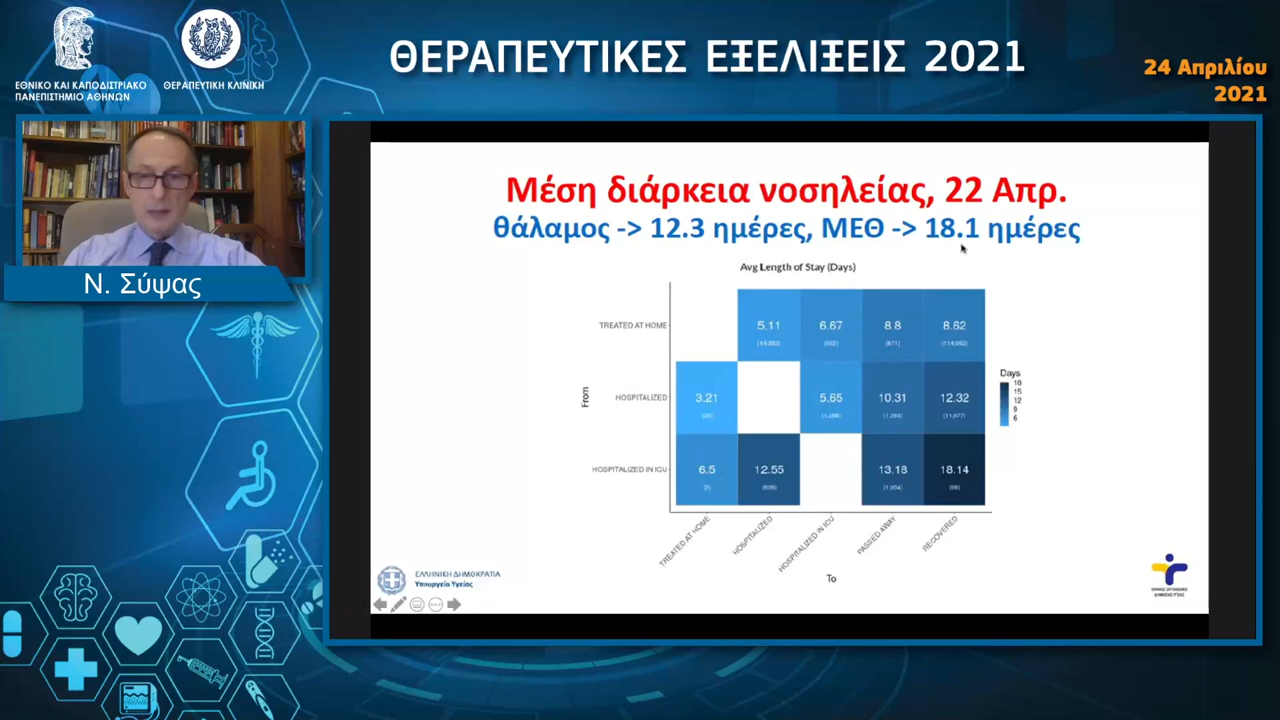 ΕΘΝΙΚΟ ΚΑΙ ΚΑΠΟΔΙΣΤΡΙΑΚΟ
ΠΑΝΕΠΙΣΤΗΜΙΟ ΑΘΗΝΩΝ
ΘΕΡΑΠΕΥΤΙΚΗ ΚΛΙΝΙΚΗ
ΘΕΡΑΠΕΥΤΙΚΕΣ ΕΞΕΛΙΞΕΙΣ 2021
24 Απριλίου
2021
Ν. Σύψας
Μέση διάρκεια νοσηλείας, 22 Απρ.
θάλαμος -> 12.3 ημέρες, ΜΕΘ -> 18.1 ημέρες
Avg Length of Stay (Days)
TREATED AT HOME
5.11
6.67
8.8
8.62
HOSPITALIZED
3.21
5.65
10.31
12.32
HOSPITALIZED IN ICU
6.5
12.55
13.18
18.14
From
Days
18
15
12
9
6
TREATED AT HOME
HOSPITALIZED
HOSPITALIZED IN ICU
PASSED AWAY
RECOVERED
To
ΕΛΛΗΝΙΚΗ ΔΗΜΟΚΡΑΤΙΑ
Υπουργείο Υγείας